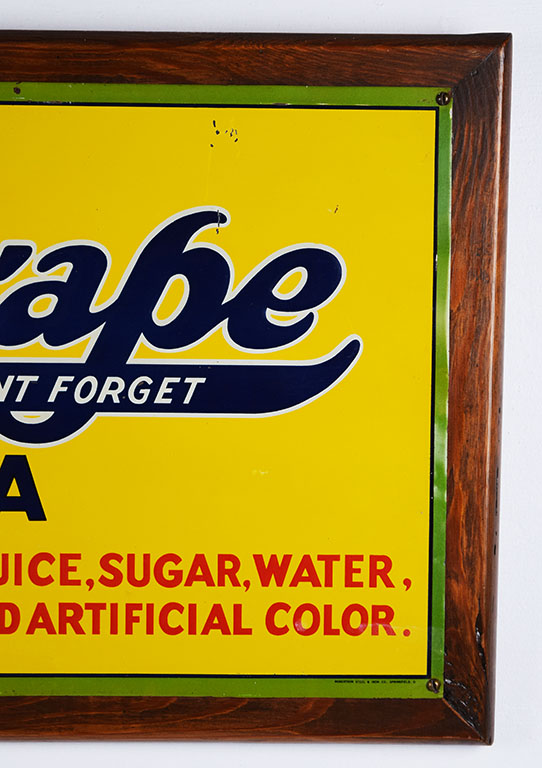 rape
NT FORGET
A
UICE, SUGAR, WATER,
D ARTIFICIAL COLOR.